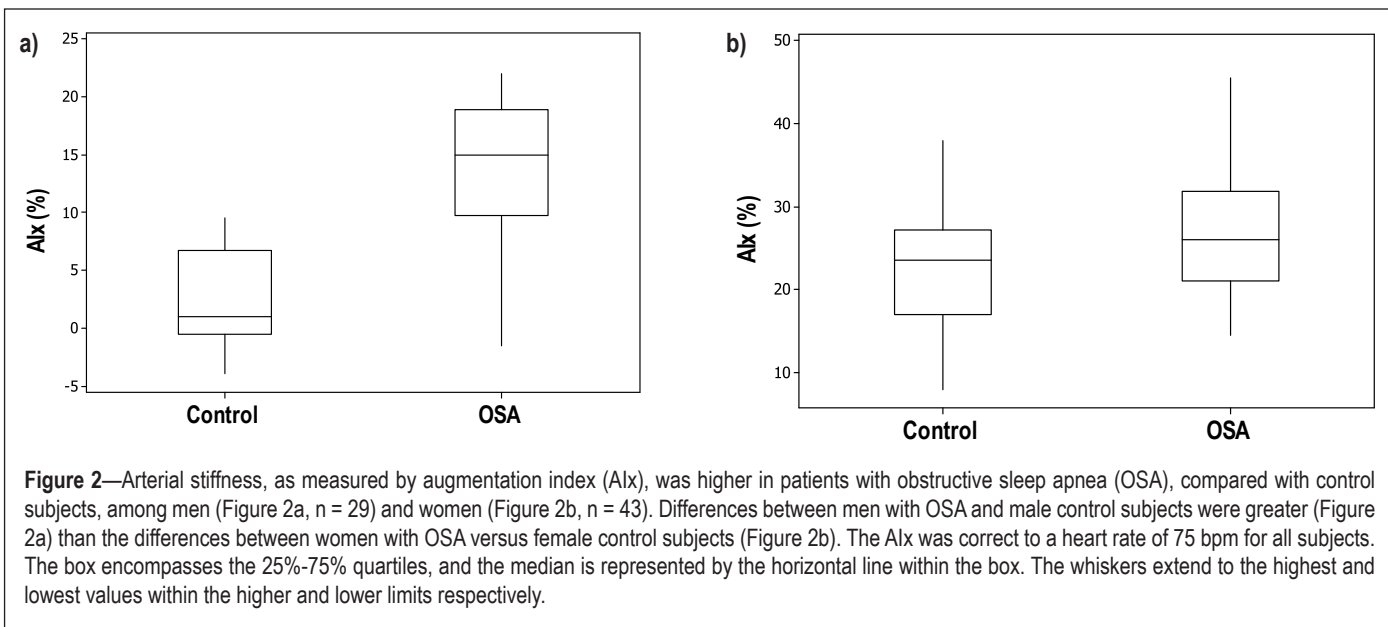 a)
25
20
15
10
5
0
-5
AIx (%)
Control OSA
b)
50
40
30
20
10
AIx (%)
Control OSA
Figure 2—Arterial stiffness, as measured by augmentation index (AIx), was higher in patients with obstructive sleep apnea (OSA), compared with control
subjects, among men (Figure 2a, n = 29) and women (Figure 2b, n = 43). Differences between men with OSA and male control subjects were greater (Figure
2a) than the differences between women with OSA versus female control subjects (Figure 2b). The AIx was correct to a heart rate of 75 bpm for all subjects.
The box encompasses the 25%-75% quartiles, and the median is represented by the horizontal line within the box. The whiskers extend to the highest and
lowest values within the higher and lower limits respectively.